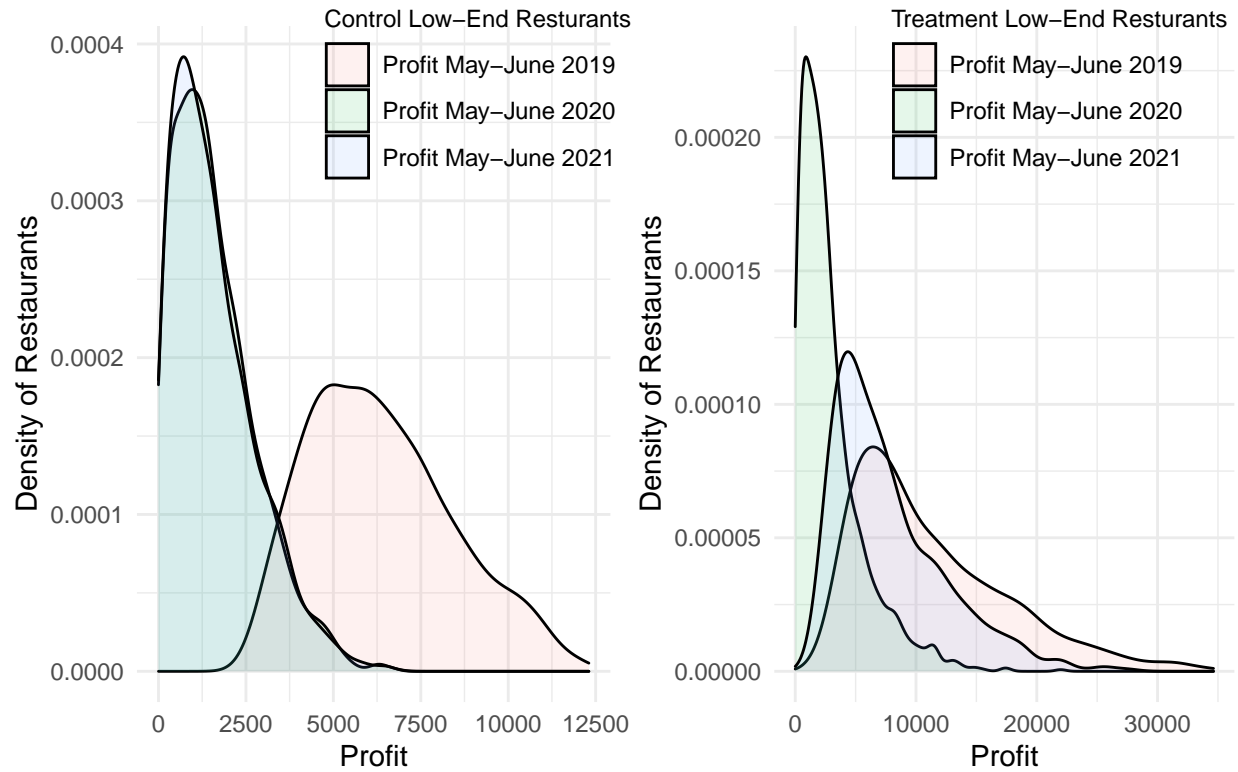 Control Low−End Resturants
Profit May−June 2019
Profit May−June 2020
Profit May−June 2021
0.0004
0.0003
0.0002
0.0001
0.0000
Density of Restaurants
0
2500
5000
7500
10000
12500
Profit
Treatment Low−End Resturants
Profit May−June 2019
Profit May−June 2020
Profit May−June 2021
0.00020
0.00015
0.00010
0.00005
0.00000
Density of Restaurants
0
10000
20000
30000
Profit